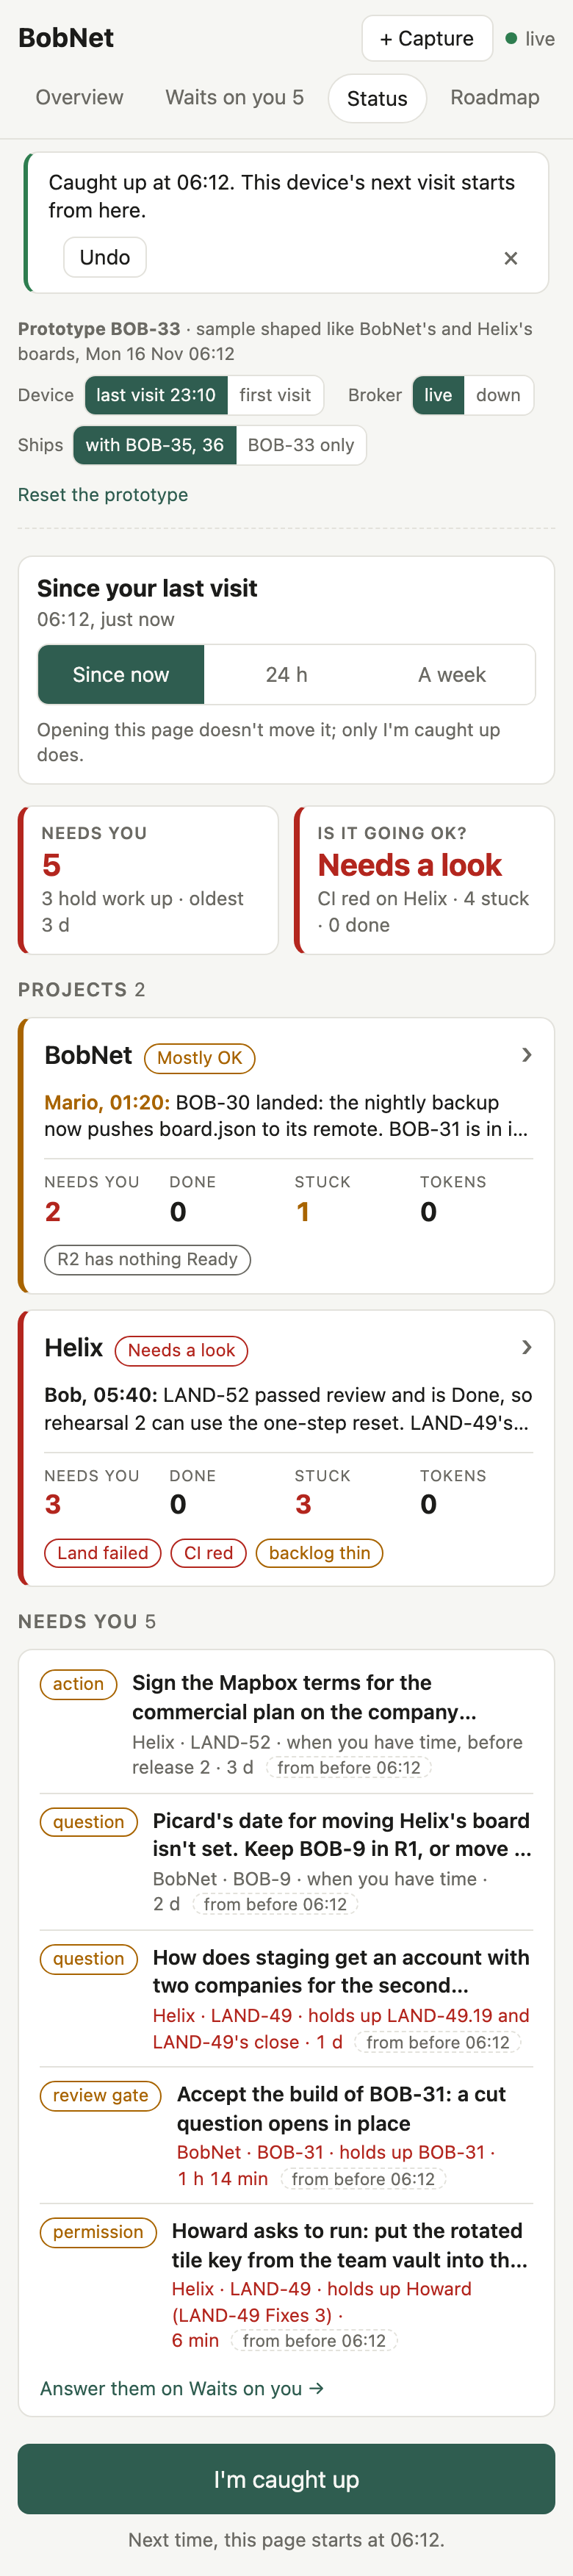 BobNet
+ Capture
live
Overview
Waits on you 5
Status
Roadmap
Caught up at 06:12. This device's next visit starts
from here.
Undo
×
Prototype BOB-33 · sample shaped like BobNet's and Helix's
boards, Mon 16 Nov 06:12
Device
last visit 23:10
first visit
Broker
live
down
Ships
with BOB-35, 36
BOB-33 only
Reset the prototype
Since your last visit
06:12, just now
Since now
24 h
A week
Opening this page doesn't move it; only I'm caught up
does.
NEEDS YOU
5
3 hold work up · oldest
3 d
IS IT GOING OK?
Needs a look
CI red on Helix · 4 stuck
· 0 done
PROJECTS 2
BobNet
Mostly OK
Mario, 01:20: BOB-30 landed: the nightly backup
now pushes board.json to its remote. BOB-31 is in i...
NEEDS YOU
DONE
STUCK
TOKENS
2
0
1
0
R2 has nothing Ready
Helix
Needs a look
Bob, 05:40: LAND-52 passed review and is Done, so
rehearsal 2 can use the one-step reset. LAND-49's...
NEEDS YOU
DONE
STUCK
TOKENS
3
0
3
0
Land failed
CI red
backlog thin
NEEDS YOU 5
action
Sign the Mapbox terms for the
commercial plan on the company...
Helix · LAND-52 · when you have time, before
release 2 · 3 d
from before 06:12
question
Picard's date for moving Helix's board
isn't set. Keep BOB-9 in R1, or move ...
BobNet · BOB-9 · when you have time ·
2 d
from before 06:12
question
How does staging get an account with
two companies for the second...
Helix · LAND-49 · holds up LAND-49.19 and
LAND-49's close · 1 d
from before 06:12
review gate
Accept the build of BOB-31: a cut
question opens in place
BobNet · BOB-31 · holds up BOB-31 ·
1 h 14 min
from before 06:12
permission
Howard asks to run: put the rotated
tile key from the team vault into th...
Helix · LAND-49 · holds up Howard
(LAND-49 Fixes 3) ·
6 min
from before 06:12
Answer them on Waits on you →
I'm caught up
Next time, this page starts at 06:12.